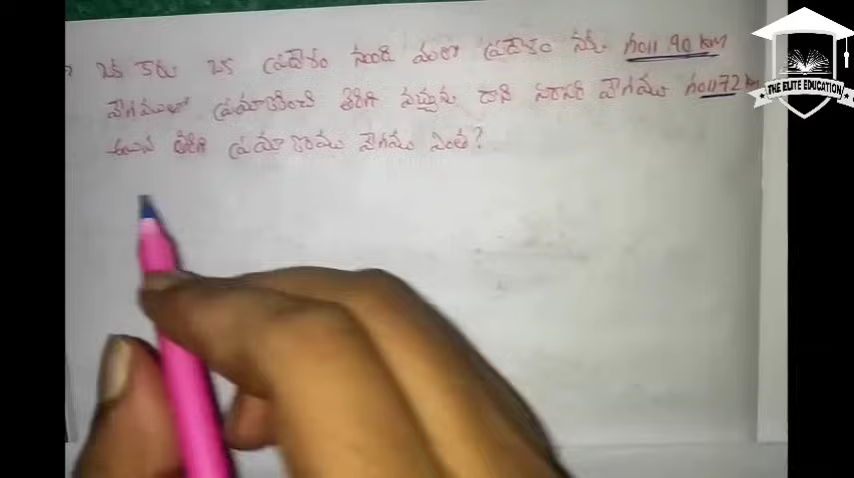 ఒక కారు ఒక ప్రదేశం నుండి మరో ప్రదేశం నకు గం॥ 90 km
వేగముతో ప్రయాణించి తిరిగి వచ్చును దాని సరాసరి వేగము గం॥72 k
అయిన తిరిగి ప్రయాణము వేగము ఎంత?
THE ELITE EDUCATION